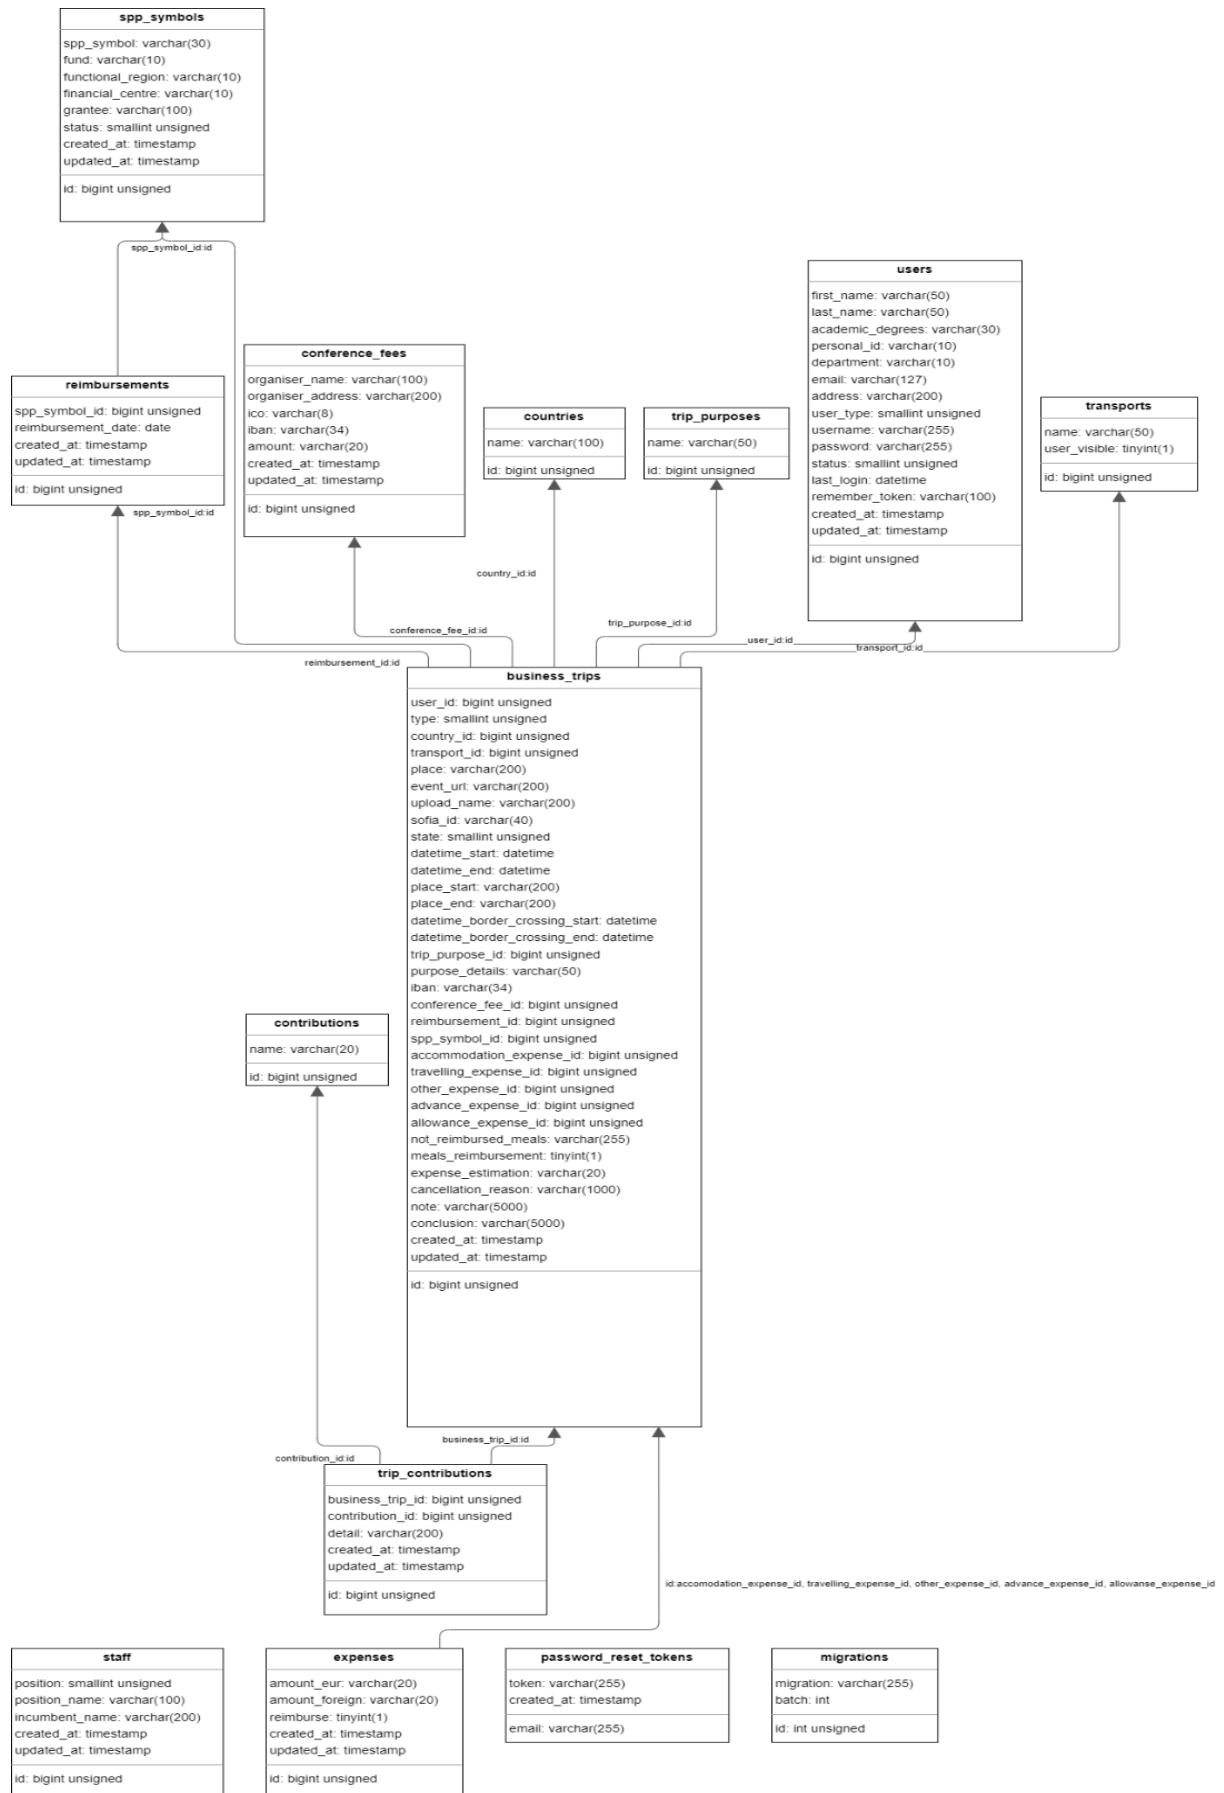 spp_symbols
spp_symbol: varchar(30)
fund: varchar(10)
functional_region: varchar(10)
financial_centre: varchar(10)
grantee: varchar(100)
status: smallint unsigned
created_at: timestamp
updated_at: timestamp
id: bigint unsigned
spp_symbol_id:id
users
first_name: varchar(50)
last_name: varchar(50)
academic_degrees: varchar(30)
personal_id: varchar(10)
department: varchar(10)
email: varchar(127)
address: varchar(200)
user_type: smallint unsigned
username: varchar(255)
password: varchar(255)
status: smallint unsigned
last_login: datetime
remember_token: varchar(100)
created_at: timestamp
updated_at: timestamp
id: bigint unsigned
conference_fees
organiser_name: varchar(100)
organiser_address: varchar(200)
ico: varchar(8)
iban: varchar(34)
amount: varchar(20)
created_at: timestamp
updated_at: timestamp
id: bigint unsigned
reimbursements
spp_symbol_id: bigint unsigned
reimbursement_date: date
created_at: timestamp
updated_at: timestamp
id: bigint unsigned
countries
name: varchar(100)
id: bigint unsigned
trip_purposes
name: varchar(50)
id: bigint unsigned
transports
name: varchar(50)
user_visible: tinyint(1)
id: bigint unsigned
spp_symbol_id:id
country_id:id
conference_fee_id:id
trip_purpose_id:id
user_id:id
transport_id:id
reimbursement_id:id
business_trips
user_id: bigint unsigned
type: smallint unsigned
country_id: bigint unsigned
transport_id: bigint unsigned
place: varchar(200)
event_url: varchar(200)
upload_name: varchar(200)
sofia_id: varchar(40)
state: smallint unsigned
datetime_start: datetime
datetime_end: datetime
place_start: varchar(200)
place_end: varchar(200)
datetime_border_crossing_start: datetime
datetime_border_crossing_end: datetime
trip_purpose_id: bigint unsigned
purpose_details: varchar(50)
iban: varchar(34)
conference_fee_id: bigint unsigned
reimbursement_id: bigint unsigned
spp_symbol_id: bigint unsigned
accommodation_expense_id: bigint unsigned
travelling_expense_id: bigint unsigned
other_expense_id: bigint unsigned
advance_expense_id: bigint unsigned
allowance_expense_id: bigint unsigned
not_reimbursed_meals: varchar(255)
meals_reimbursement: tinyint(1)
expense_estimation: varchar(20)
cancellation_reason: varchar(1000)
note: varchar(5000)
conclusion: varchar(5000)
created_at: timestamp
updated_at: timestamp
id: bigint unsigned
contributions
name: varchar(20)
id: bigint unsigned
business_trip_id:id
contribution_id:id
trip_contributions
business_trip_id: bigint unsigned
contribution_id: bigint unsigned
detail: varchar(200)
created_at: timestamp
updated_at: timestamp
id: bigint unsigned
id:accomodation_expense_id, travelling_expense_id, other_expense_id, advance_expense_id, allowanse_expense_id
staff
position: smallint unsigned
position_name: varchar(100)
incumbent_name: varchar(200)
created_at: timestamp
updated_at: timestamp
id: bigint unsigned
expenses
amount_eur: varchar(20)
amount_foreign: varchar(20)
reimburse: tinyint(1)
created_at: timestamp
updated_at: timestamp
id: bigint unsigned
password_reset_tokens
token: varchar(255)
created_at: timestamp
email: varchar(255)
migrations
migration: varchar(255)
batch: int
id: int unsigned